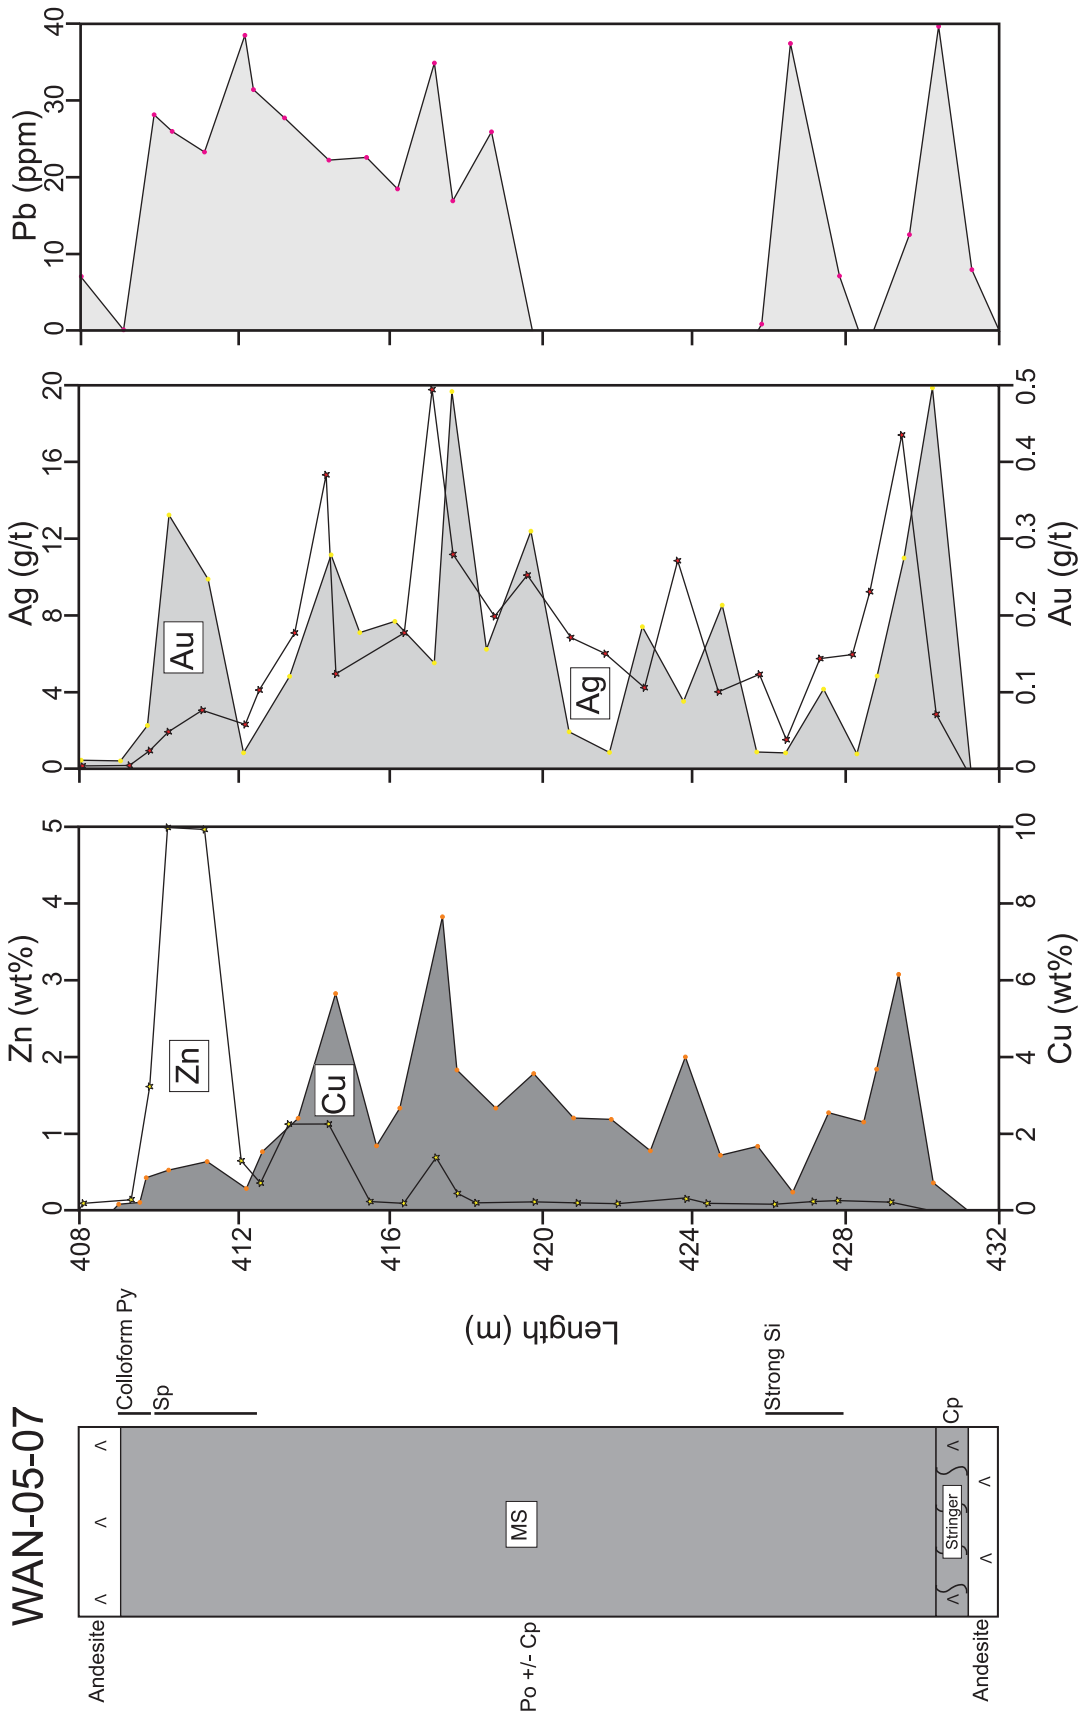 WAN-05-07
Andesite
Po +/- Cp
Andesite
MS
Stringer
Colloform Py
Sp
Strong Si
Cp
Length (m)
408
412
416
420
424
428
432
Zn (wt%)
0
1
2
3
4
5
Zn
Cu
Cu (wt%)
0
2
4
6
8
10
Ag (g/t)
0
4
8
12
16
20
Au
Ag
Au (g/t)
0
0.1
0.2
0.3
0.4
0.5
Pb (ppm)
0
10
20
30
40